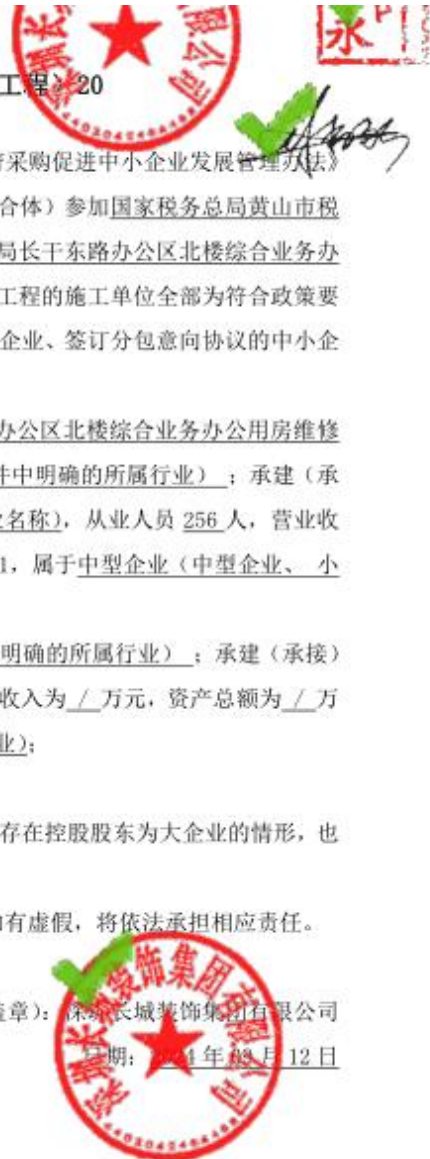 工程》20
采购促进中小企业发展管理办法》
合体）参加国家税务总局黄山市税
局长干东路办公区北楼综合业务办
工程的施工单位全部为符合政策要
企业、签订分包意向协议的中小企
办公区北楼综合业务办公用房维修
件中明确的所属行业） ；承建（承
名称），从业人员 256 人，营业收
1，属于中型企业（中型企业、 小
明确的所属行业） ；承建（承接）
收入为 / 万元，资产总额为 / 万
业）；
存在控股股东为大企业的情形，也
有虚假，将依法承担相应责任。
盖章）：深圳长城装饰集团有限公司
日期： 4 年 03 月 12 日